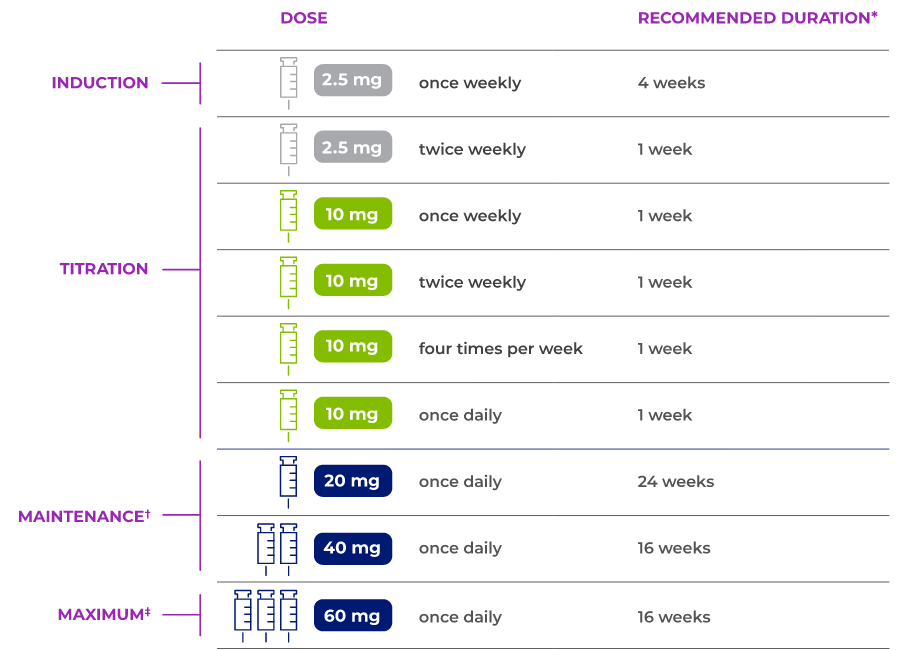 DOSE RECOMMENDED DURATION*
INDUCTION 2.5 mg once weekly 4 weeks
2.5 mg twice weekly 1 week
10 mg once weekly 1 week
TITRATION 10 mg twice weekly 1 week
10 mg four times per week 1 week
10 mg once daily 1 week
20 mg once daily 24 weeks
MAINTENANCE† 40 mg once daily 16 weeks
MAXIMUM‡ 60 mg once daily 16 weeks